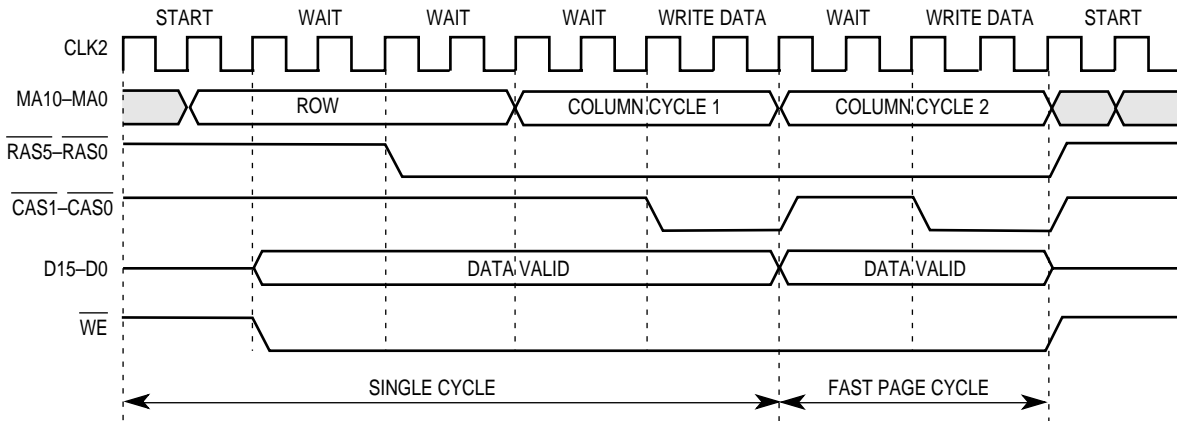 START WAIT WAIT WAIT WRITE DATA WAIT WRITE DATA START
CLK2
MA10–MA0 ROW COLUMN CYCLE 1 COLUMN CYCLE 2
RAS5–RAS0
CAS1–CAS0
D15–D0 DATA VALID DATA VALID
WE
SINGLE CYCLE FAST PAGE CYCLE